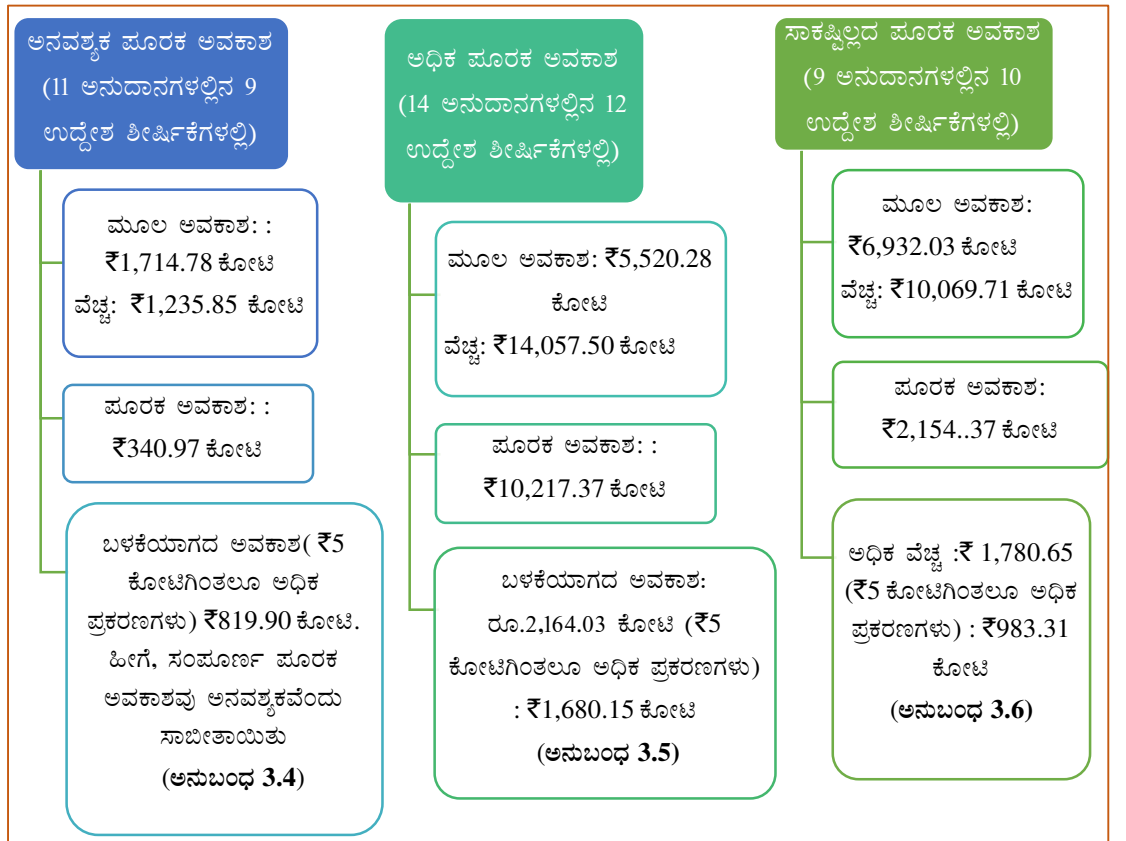 ಅನವಶ್ಯಕ ಪೂರಕ ಅವಕಾಶ
(11 ಅನುದಾನಗಳಲ್ಲಿನ 9
ಉದ್ದೇಶ ಶೀರ್ಷಿಕೆಗಳಲ್ಲಿ)
ಮೂಲ ಅವಕಾಶ: :
₹1,714.78 ಕೋಟಿ
ವೆಚ್ಚ: ₹1,235.85 ಕೋಟಿ
ಪೂರಕ ಅವಕಾಶ: :
₹340.97 ಕೋಟಿ
ಬಳಕೆಯಾಗದ ಅವಕಾಶ( ₹5
ಕೋಟಿಗಿಂತಲೂ ಅಧಿಕ
ಪ್ರಕರಣಗಳು) ₹819.90 ಕೋಟಿ.
ಹೀಗೆ, ಸಂಪೂರ್ಣ ಪೂರಕ
ಅವಕಾಶವು ಅನವಶ್ಯಕವೆಂದು
ಸಾಬೀತಾಯಿತು
(ಅನುಬಂಧ 3.4)
ಅಧಿಕ ಪೂರಕ ಅವಕಾಶ
(14 ಅನುದಾನಗಳಲ್ಲಿನ 12
ಉದ್ದೇಶ ಶೀರ್ಷಿಕೆಗಳಲ್ಲಿ)
ಮೂಲ ಅವಕಾಶ: ₹5,520.28
ಕೋಟಿ
ವೆಚ್ಚ: ₹14,057.50 ಕೋಟಿ
ಪೂರಕ ಅವಕಾಶ: :
₹10,217.37 ಕೋಟಿ
ಬಳಕೆಯಾಗದ ಅವಕಾಶ:
ರೂ.2,164.03 ಕೋಟಿ (₹5
ಕೋಟಿಗಿಂತಲೂ ಅಧಿಕ ಪ್ರಕರಣಗಳು)
: ₹1,680.15 ಕೋಟಿ
(ಅನುಬಂಧ 3.5)
ಸಾಕಷ್ಟಿಲ್ಲದ ಪೂರಕ ಅವಕಾಶ
(9 ಅನುದಾನಗಳಲ್ಲಿನ 10
ಉದ್ದೇಶ ಶೀರ್ಷಿಕೆಗಳಲ್ಲಿ)
ಮೂಲ ಅವಕಾಶ:
₹6,932.03 ಕೋಟಿ
ವೆಚ್ಚ: ₹10,069.71 ಕೋಟಿ
ಪೂರಕ ಅವಕಾಶ:
₹2,154..37 ಕೋಟಿ
ಅಧಿಕ ವೆಚ್ಚ :₹ 1,780.65
(₹5 ಕೋಟಿಗಿಂತಲೂ ಅಧಿಕ
ಪ್ರಕರಣಗಳು) : ₹983.31
ಕೋಟಿ
(ಅನುಬಂಧ 3.6)